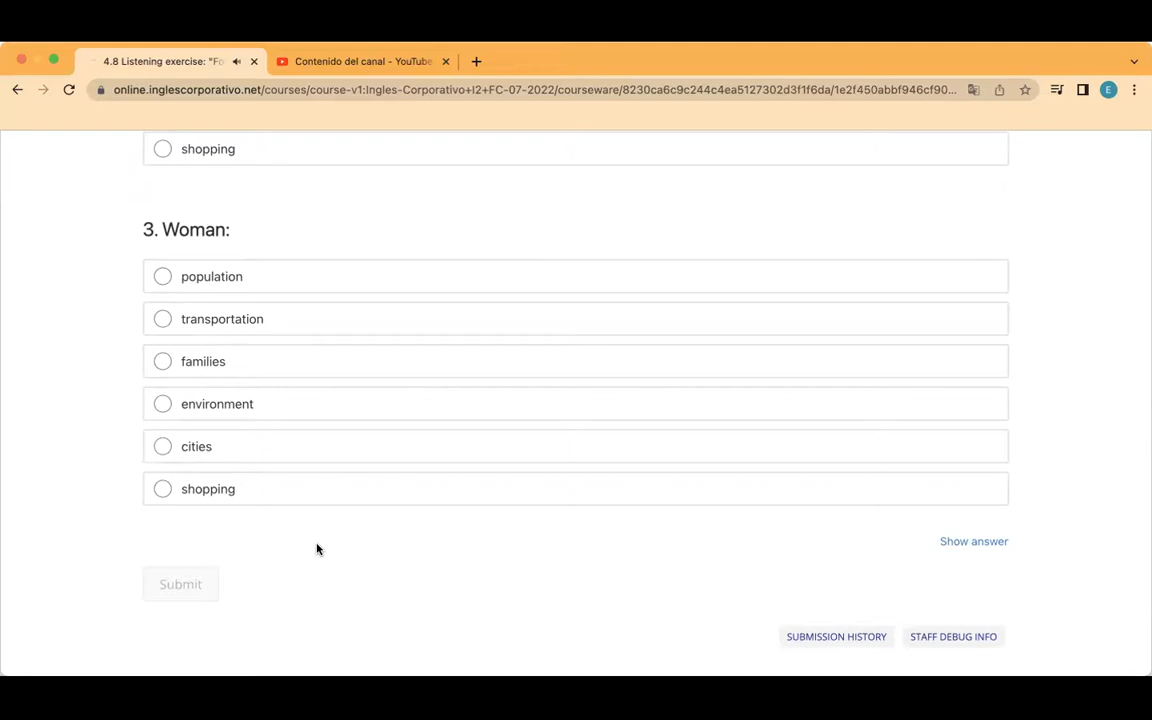 4.8 Listening exercise: "Fo
Contenido del canal - YouTube
online.inglescorporativo.net/courses/course-v1:Ingles-Corporativo+I2+FC-07-2022/courseware/8230ca6c9c244c4ea5127302d3f1f6da/1e2f450abbf946cf90...
E
shopping
3. Woman:
population
transportation
families
environment
cities
shopping
Show answer
Submit
SUBMISSION HISTORY
STAFF DEBUG INFO